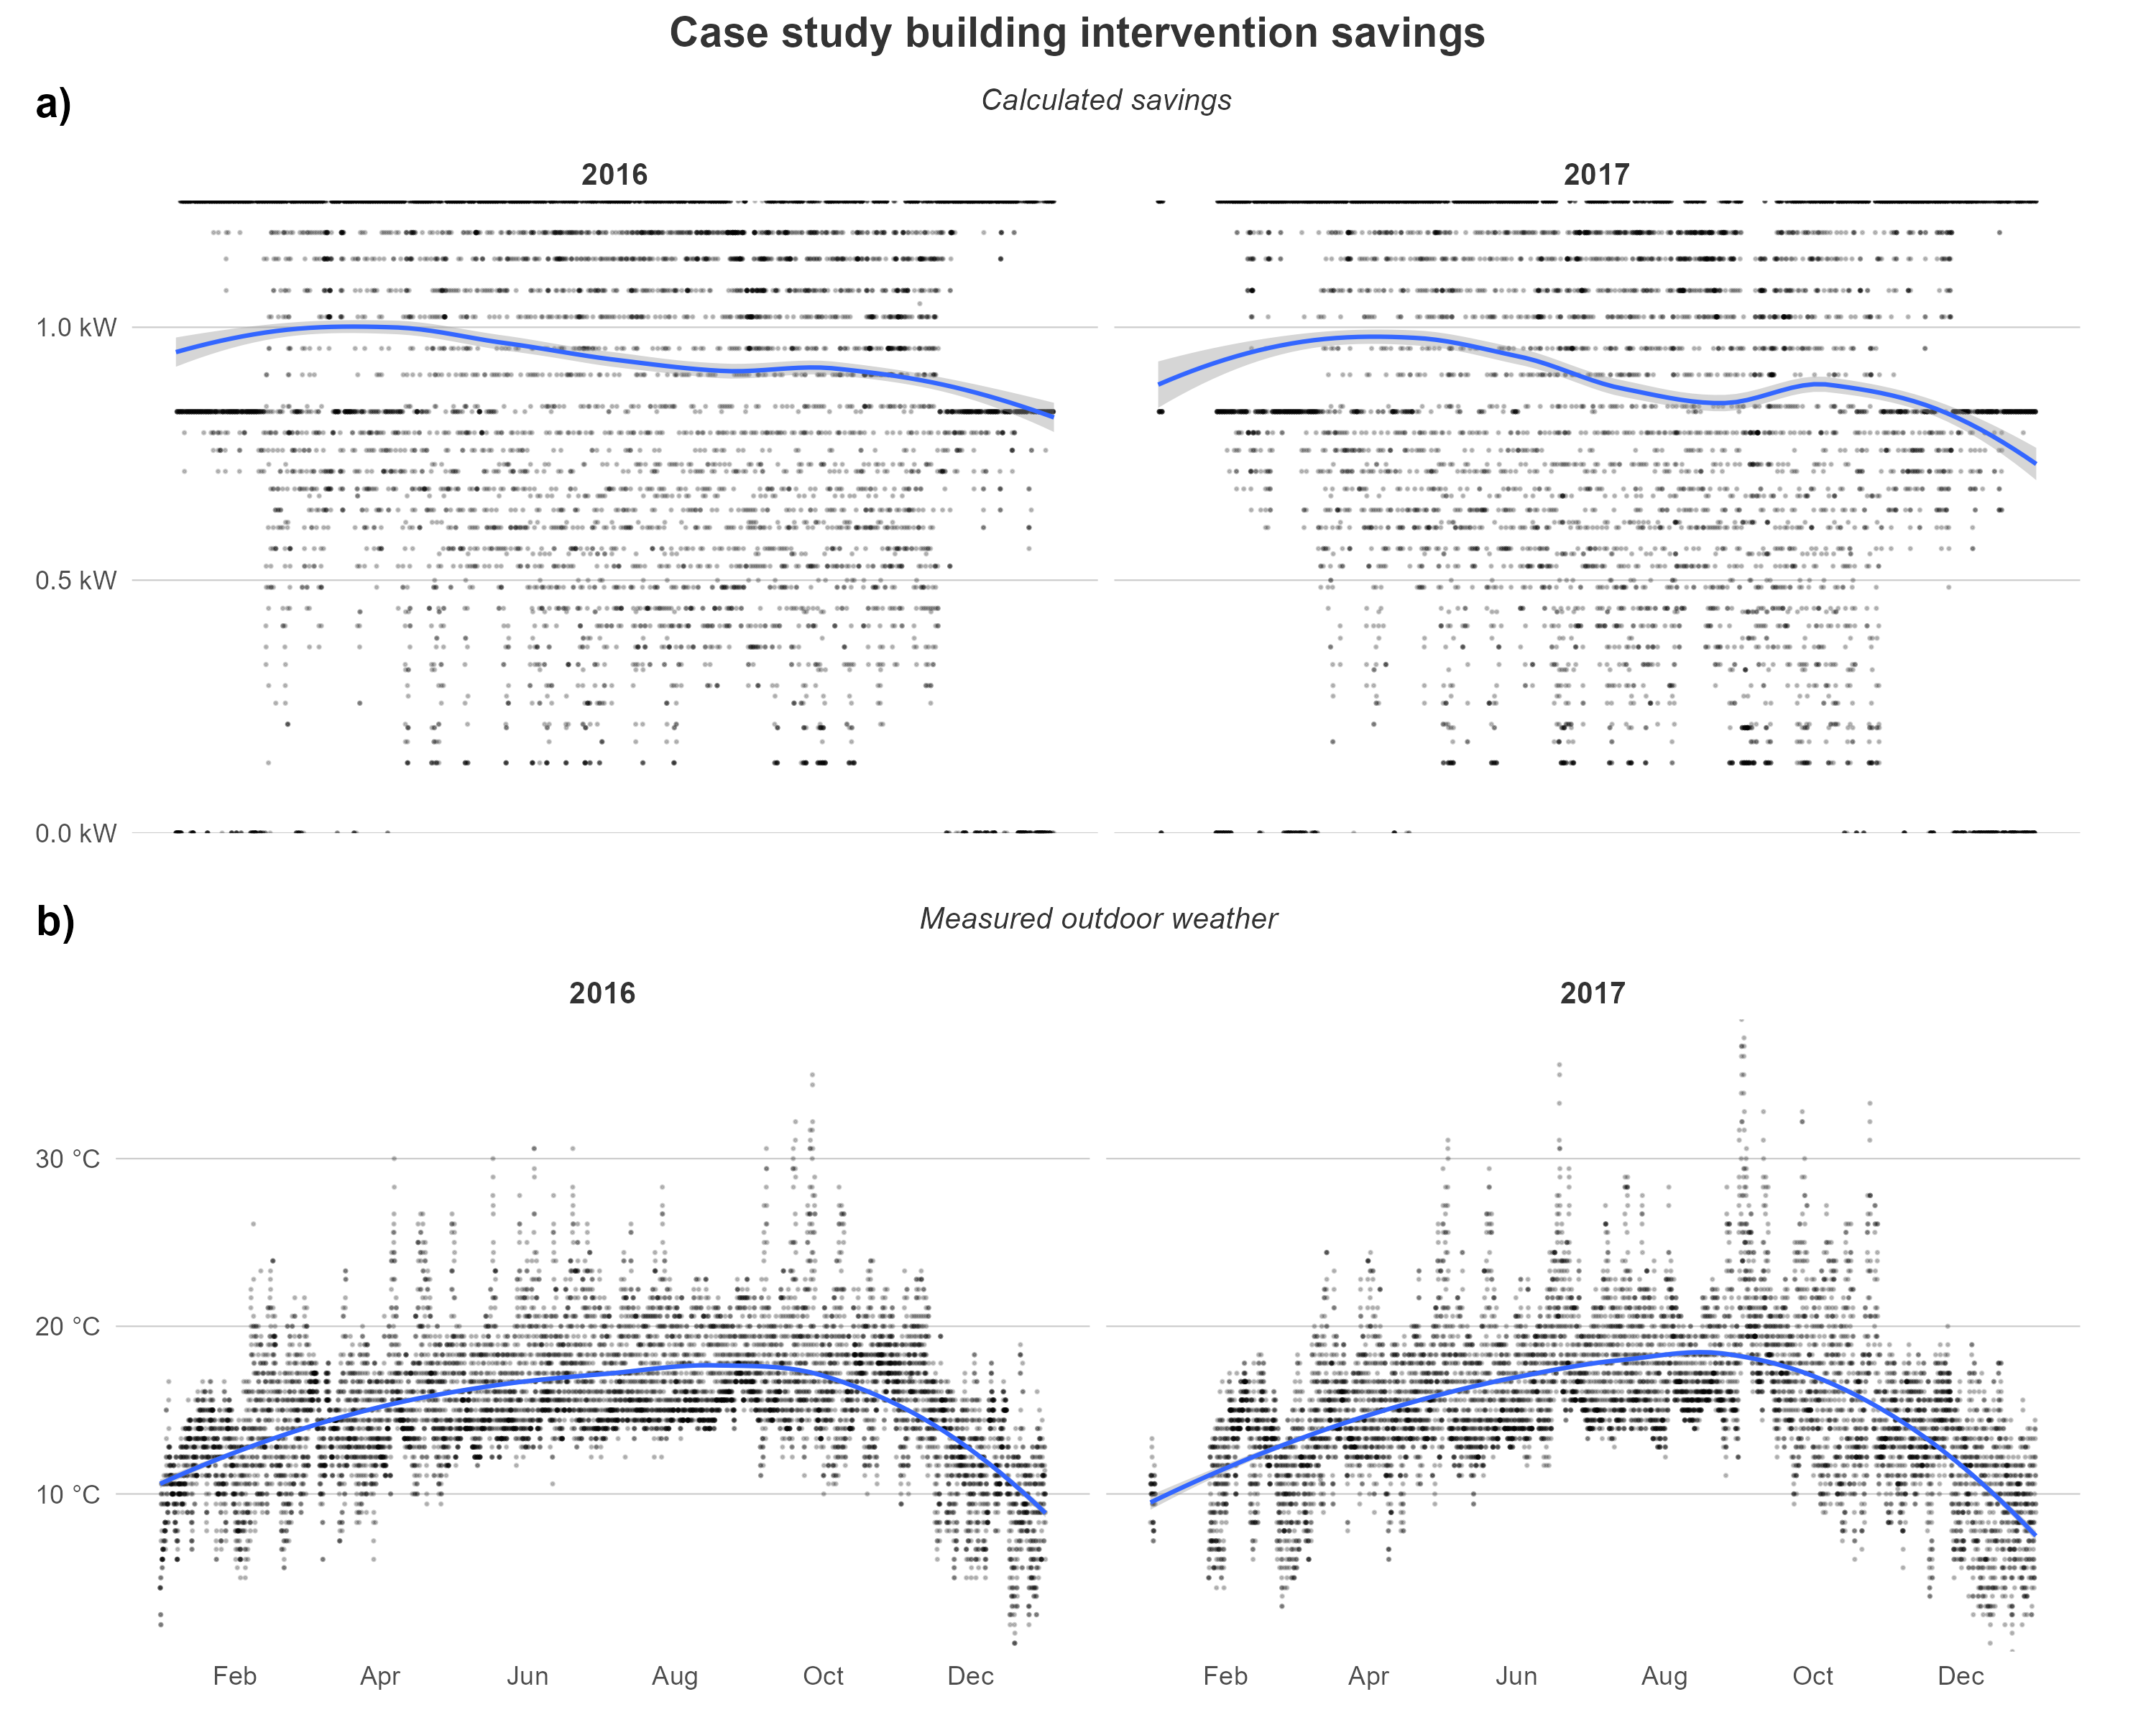 Case study building intervention savings
a)
Calculated savings
2016 2017
1.0 kW
0.5 kW
0.0 kW
b)
Measured outdoor weather
2016 2017
30 °C
20 °C
10 °C
Feb Apr Jun Aug Oct Dec Feb Apr Jun Aug Oct Dec